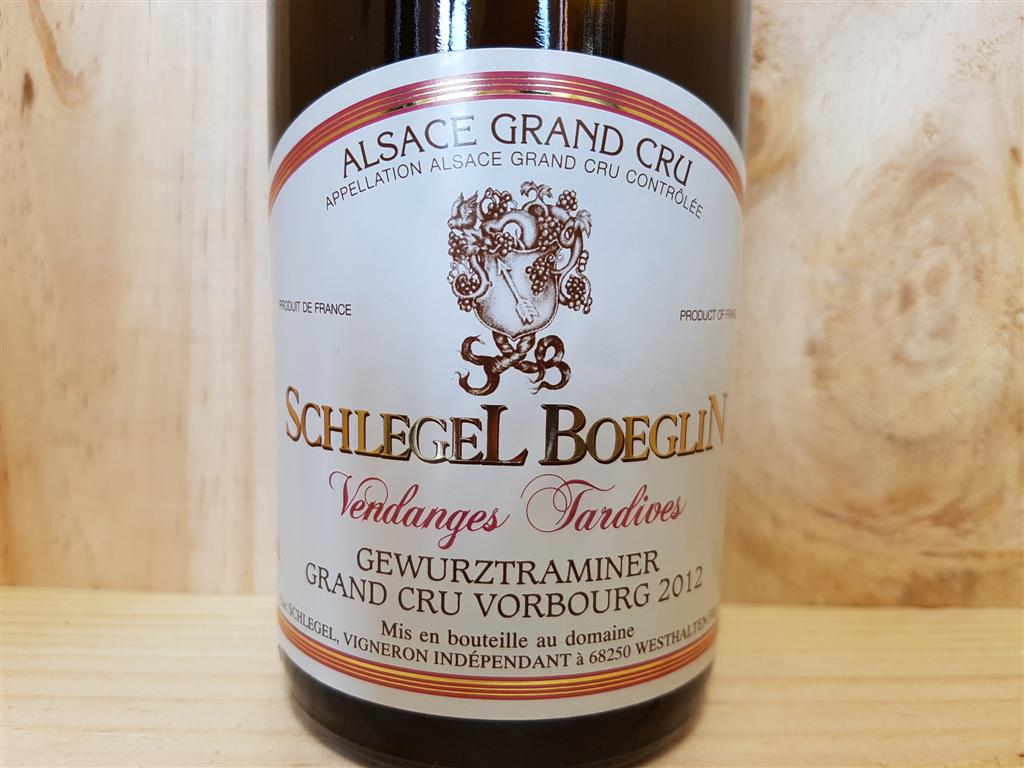 ALSACE GRAND CRU
APPELLATION ALSACE GRAND CRU CONTRÔLÉE
PRODUIT DE FRANCE
PRODUCT OF
SB
SCHLEGEL BOEGLIN
Vendanges Tardives
GEWURZTRAMINER
GRAND CRU VORBOURG 2012
Mis en bouteille au domaine
SCHLEGEL, VIGNERON INDÉPENDANT à 68250 WESTHALTEN